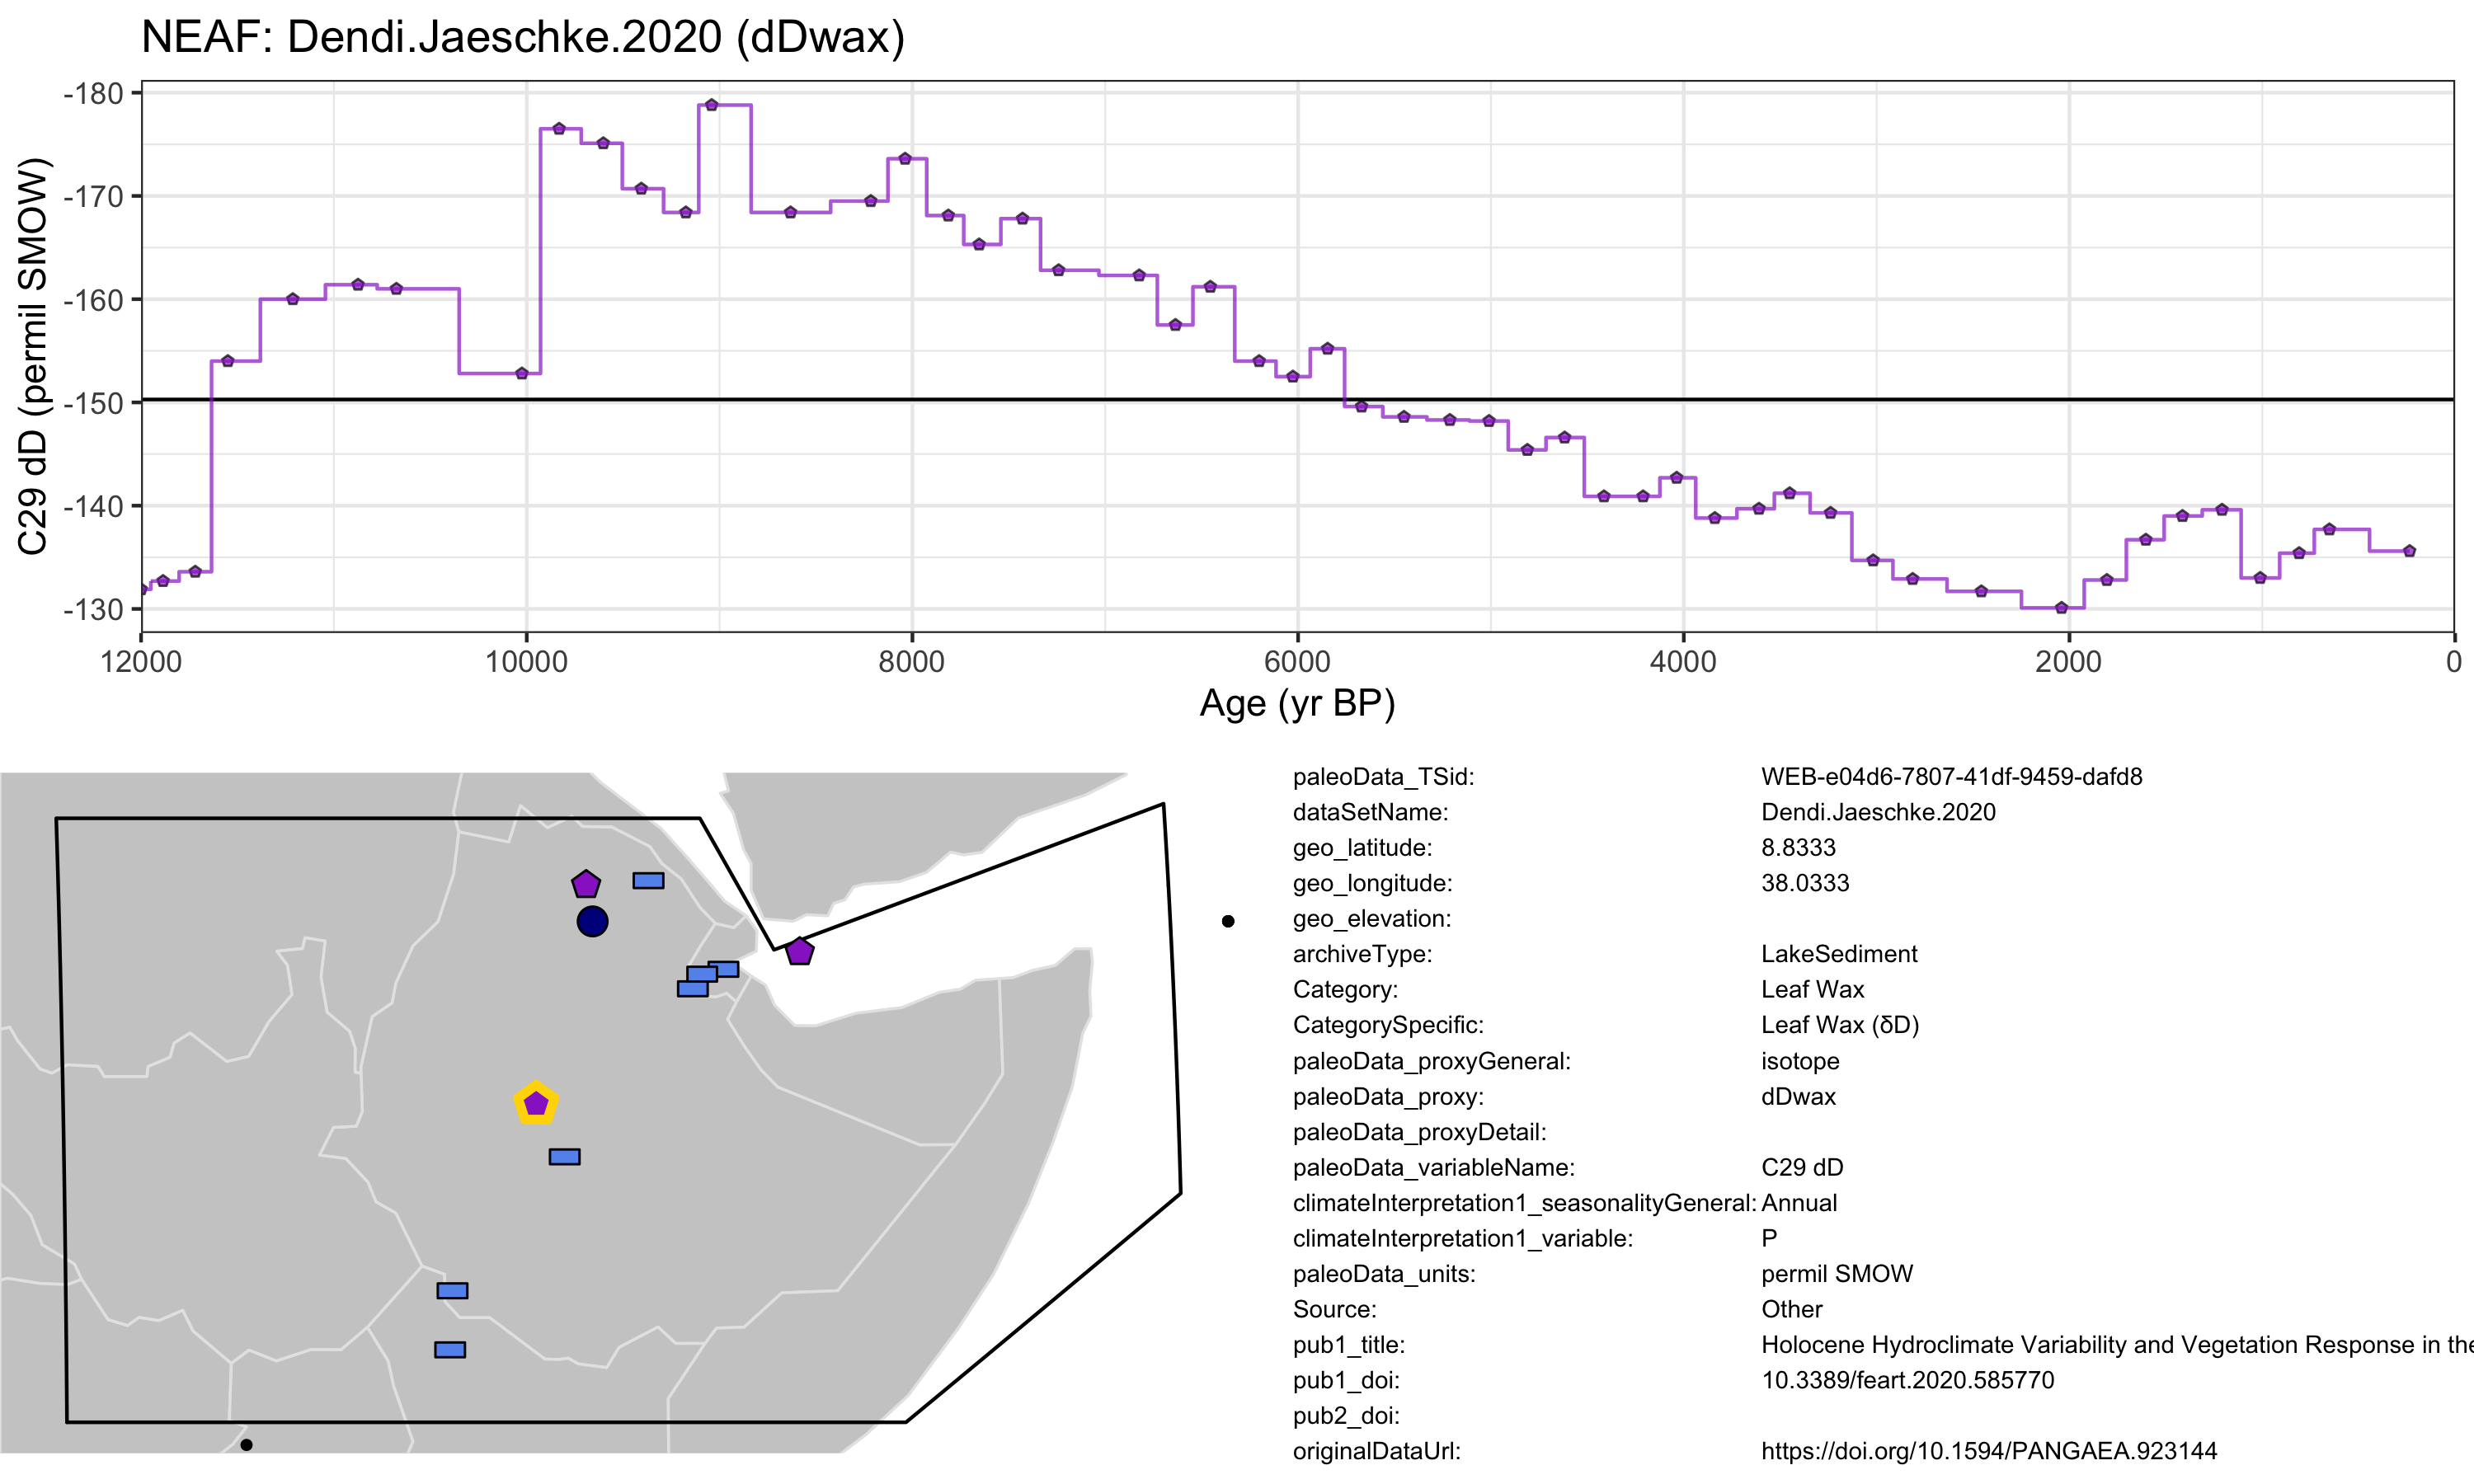 NEAF: Dendi.Jaeschke.2020 (dDwax)
C29 dD (permil SMOW)
-180
-170
-160
-150
-140
-130
12000 10000 8000 6000 4000 2000 0
Age (yr BP)
paleoData_TSid: WEB-e04d6-7807-41df-9459-dafd8
dataSetName: Dendi.Jaeschke.2020
geo_latitude: 8.8333
geo_longitude: 38.0333
geo_elevation:
archiveType: LakeSediment
Category: Leaf Wax
CategorySpecific: Leaf Wax (δD)
paleoData_proxyGeneral: isotope
paleoData_proxy: dDwax
paleoData_proxyDetail:
paleoData_variableName: C29 dD
climateInterpretation1_seasonalityGeneral: Annual
climateInterpretation1_variable: P
paleoData_units: permil SMOW
Source: Other
pub1_title: Holocene Hydroclimate Variability and Vegetation Response in the
pub1_doi: 10.3389/feart.2020.585770
pub2_doi:
originalDataUrl: https://doi.org/10.1594/PANGAEA.923144